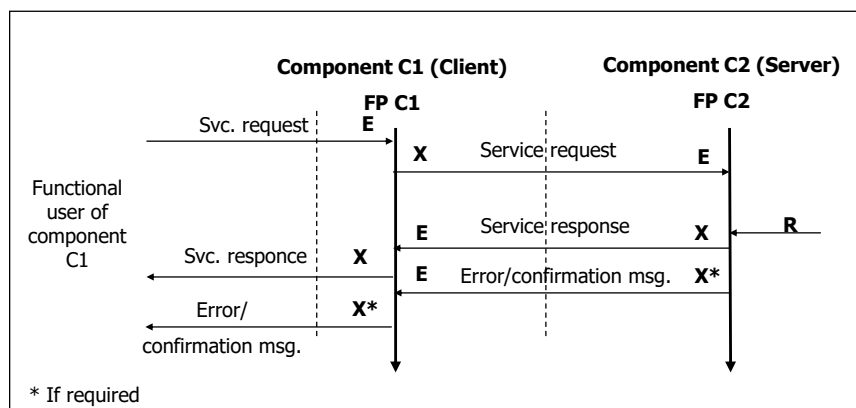 Component C1 (Client)
Component C2 (Server)
FP C1
FP C2
Svc. request
E
X
Service request
E
Functional
user of
component
C1
E
Service response
X
R
Svc. responce
X
E
Error/confirmation msg.
X*
Error/
X*
confirmation msg.
* If required